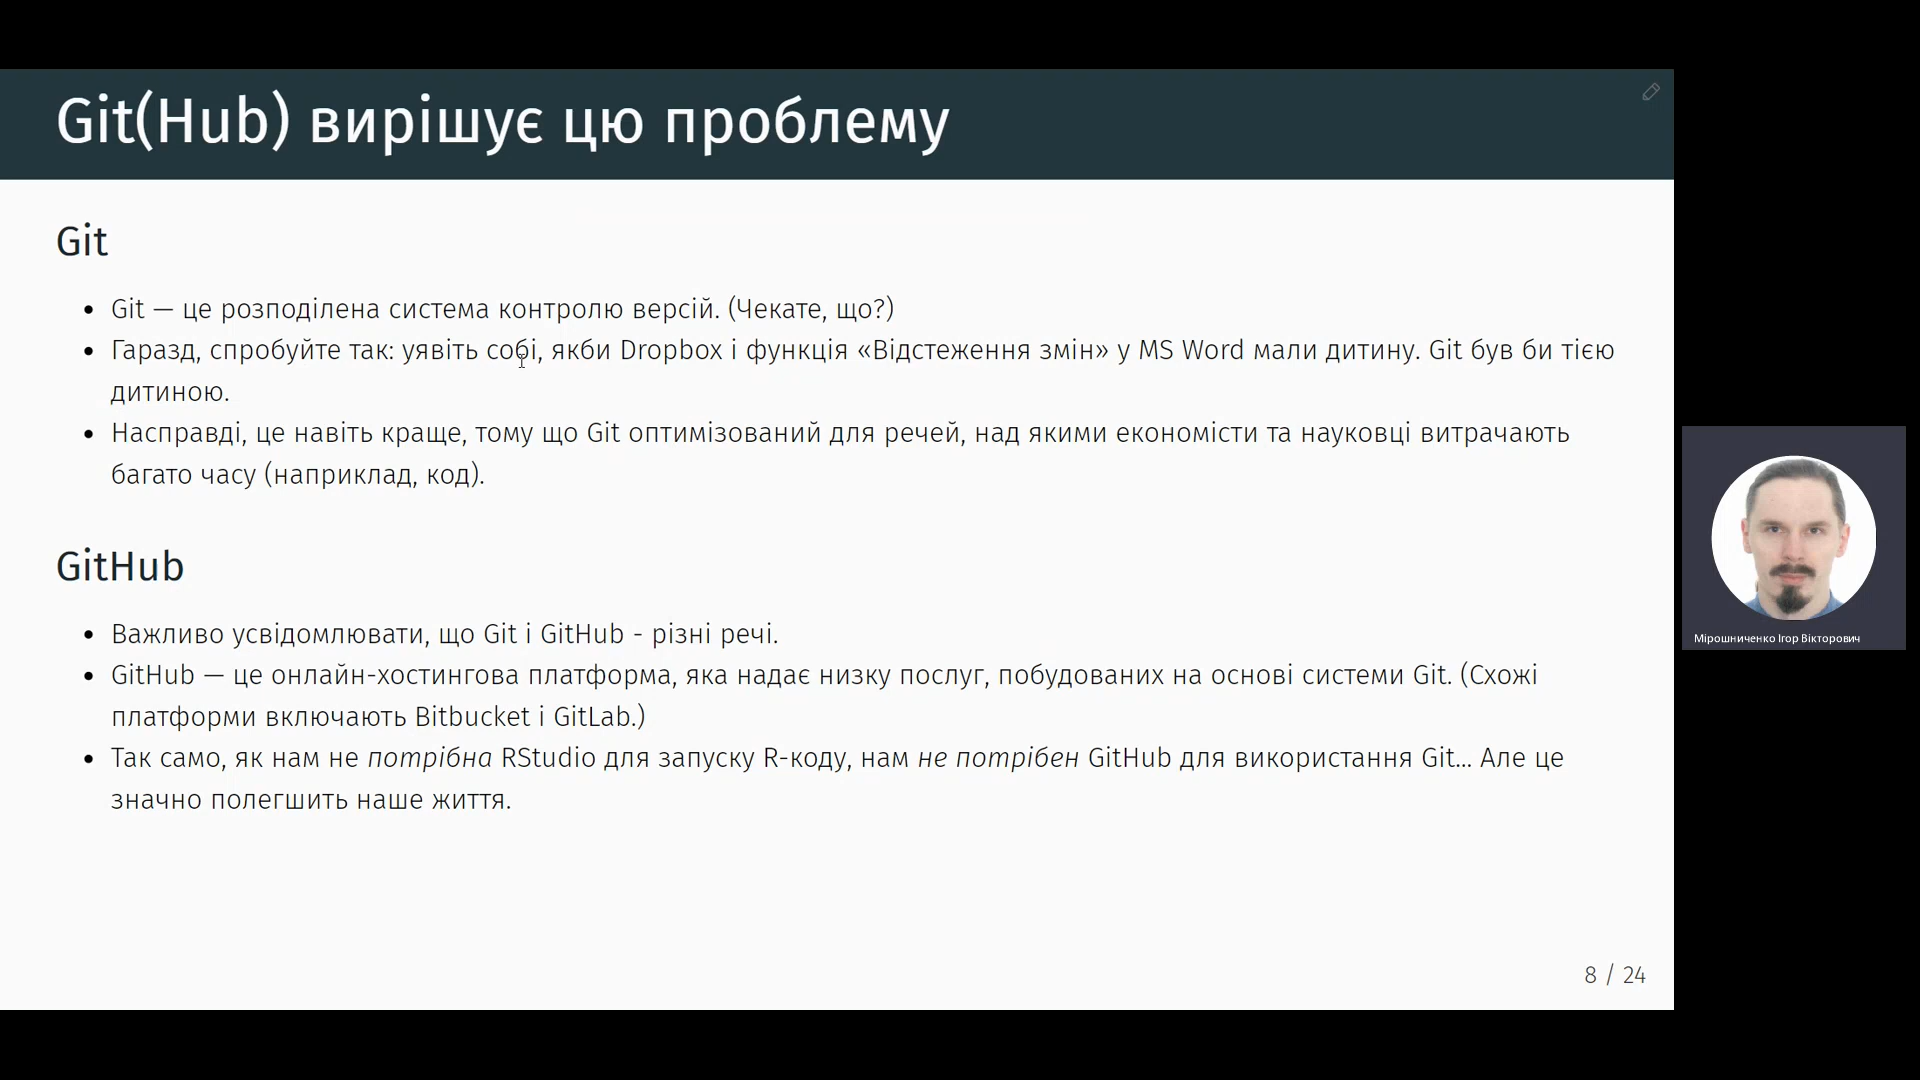 Git(Hub) вирішує цю проблему
Git
• Git — це розподілена система контролю версій. (Чекате, що?)
• Гаразд, спробуйте так: уявіть собі, якби Dropbox і функція «Відстеження змін» у MS Word мали дитину. Git був би тією
дитиною.
• Насправді, це навіть краще, тому що Git оптимізований для речей, над якими економісти та науковці витрачають
багато часу (наприклад, код).
GitHub
• Важливо усвідомлювати, що Git і GitHub - різні речі.
• GitHub — це онлайн-хостингова платформа, яка надає низку послуг, побудованих на основі системи Git. (Схожі
платформи включають Bitbucket і GitLab.)
• Так само, як нам не потрібна RStudio для запуску R-коду, нам не потрібен GitHub для використання Git... Але це
значно полегшить наше життя.
8 / 24
Мірошниченко Ігор Вікторович